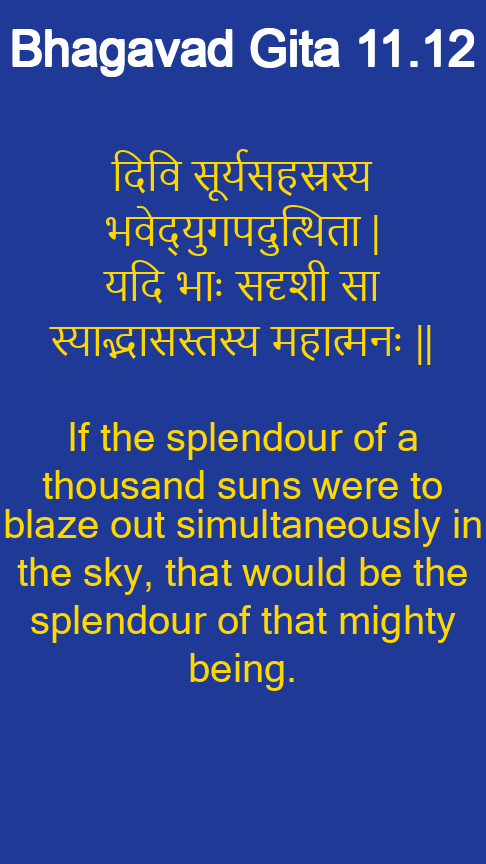 Bhagavad Gita 11.12
दिवि सूर्यसहस्रस्य
भवेद्युगपदुत्थिता |
यदि भाः सदृशी सा
स्याद्भासस्तस्य महात्मनः ||
If the splendour of a
thousand suns were to
blaze out simultaneously in
the sky, that would be the
splendour of that mighty
being.